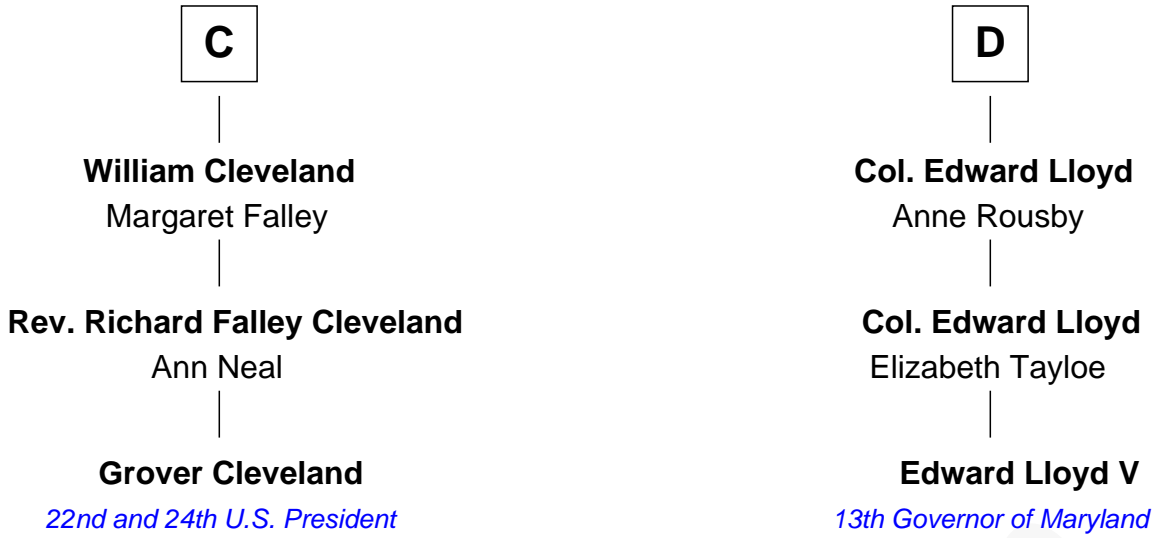 C
William Cleveland
Margaret Falley
Rev. Richard Falley Cleveland
Ann Neal
Grover Cleveland
22nd and 24th U.S. President
D
Col. Edward Lloyd
Anne Rousby
Col. Edward Lloyd
Elizabeth Tayloe
Edward Lloyd V
13th Governor of Maryland